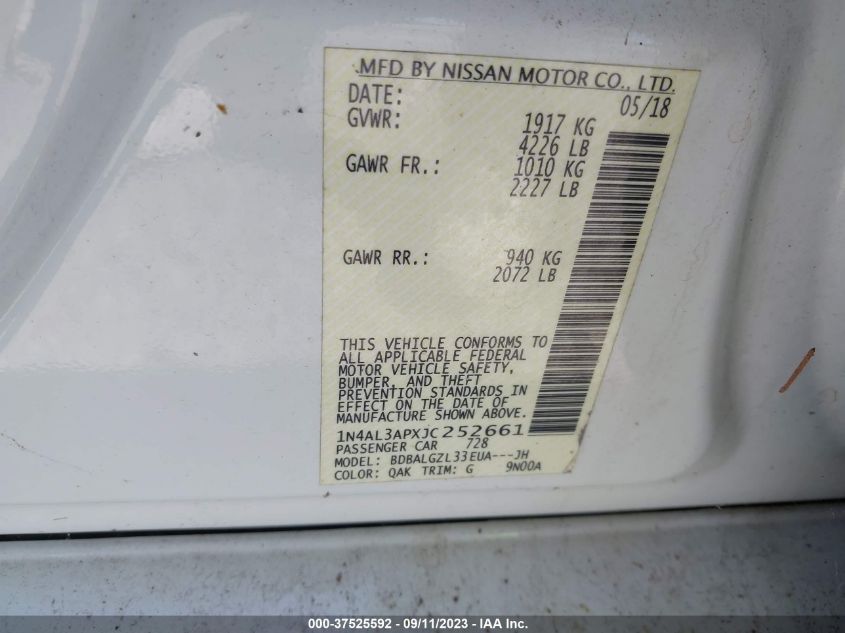 MFD BY NISSAN MOTOR CO., LTD.
DATE: 05/18
GVWR: 1917 KG
4226 LB
GAWR FR.: 1010 KG
2227 LB
GAWR RR.: 940 KG
2072 LB
THIS VEHICLE CONFORMS TO
ALL APPLICABLE FEDERAL
MOTOR VEHICLE SAFETY,
BUMPER, AND THEFT
PREVENTION STANDARDS IN
EFFECT ON THE DATE OF
MANUFACTURE SHOWN ABOVE.
1N4AL3APXJC252661
PASSENGER CAR 728
MODEL: BDBALGZL33EUA---JH
COLOR: QAK TRIM: G 9N00A
000-37525592 - 09/11/2023 - IAA Inc.